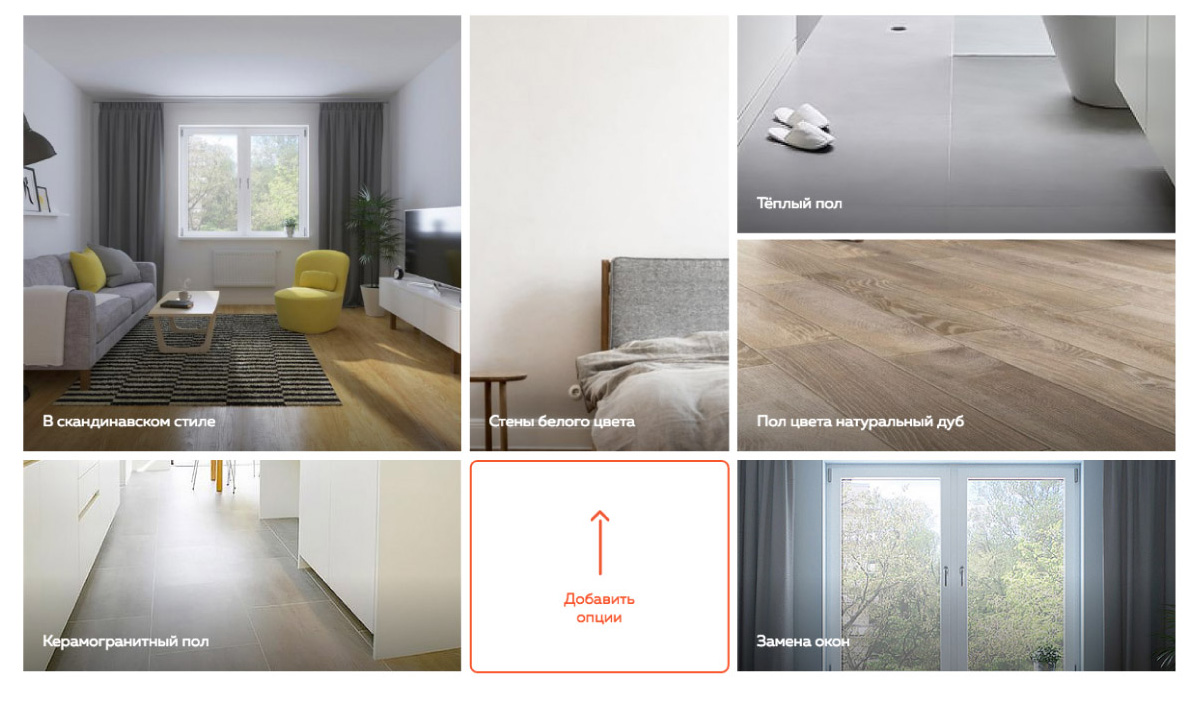 Тёплый пол
В скандинавском стиле
Стены белого цвета
Пол цвета натуральный дуб
Керамогранитный пол
Добавить
опции
Замена окон